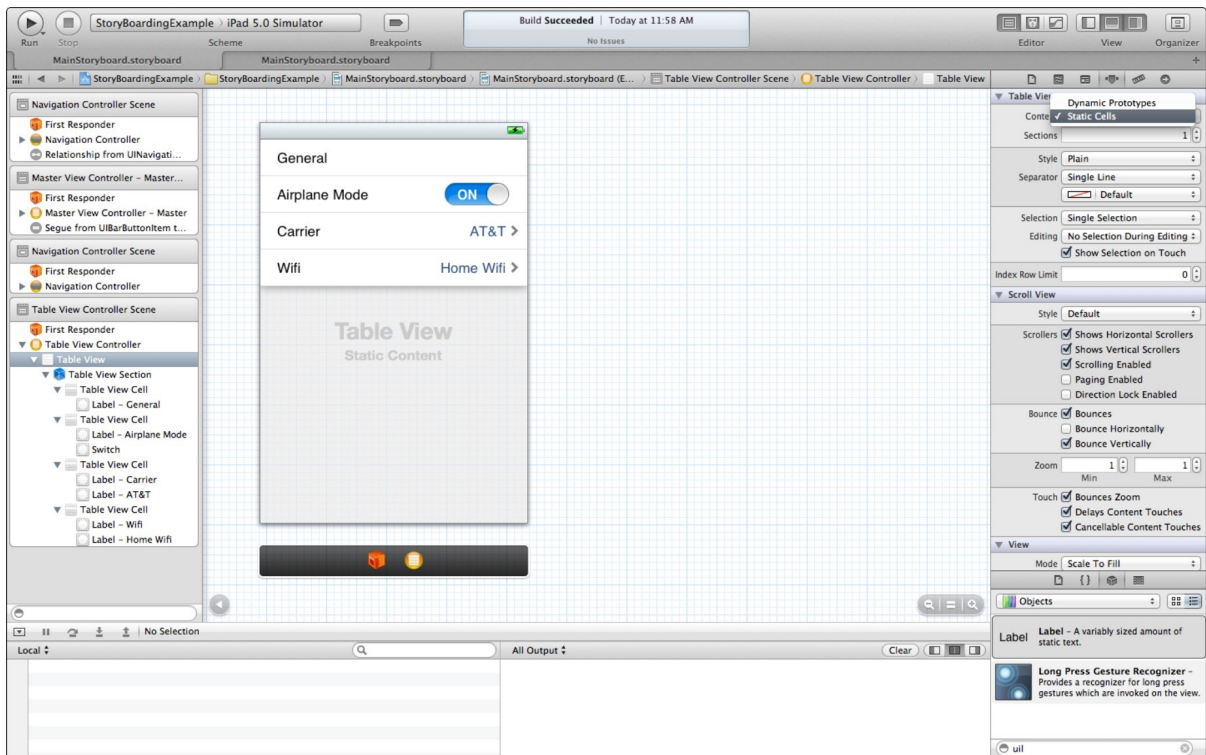 StoryBoardingExample › iPad 5.0 Simulator
Build Succeeded | Today at 11:58 AM
No Issues
Run Stop Scheme Breakpoints Editor View Organizer
MainStoryboard.storyboard MainStoryboard.storyboard
StoryBoardingExample › StoryBoardingExample › MainStoryboard.storyboard › MainStoryboard.storyboard (E... › Table View Controller Scene › Table View Controller › Table View
Navigation Controller Scene
First Responder
Navigation Controller
Relationship from UINavigati...
Master View Controller – Master...
First Responder
Master View Controller – Master
Segue from UIBarButtonItem t...
Navigation Controller Scene
First Responder
Navigation Controller
Table View Controller Scene
First Responder
Table View Controller
Table View
Table View Section
Table View Cell
Label – General
Table View Cell
Label – Airplane Mode
Switch
Table View Cell
Label – Carrier
Label – AT&T
Table View Cell
Label – Wifi
Label – Home Wifi
General
Airplane Mode ON
Carrier AT&T
Wifi Home Wifi
Table View
Static Content
Table Vie
Dynamic Prototypes
Conte ✓ Static Cells
Sections 1
Style Plain
Separator Single Line
Default
Selection Single Selection
Editing No Selection During Editing
Show Selection on Touch
Index Row Limit 0
Scroll View
Style Default
Scrollers Shows Horizontal Scrollers
Shows Vertical Scrollers
Scrolling Enabled
Paging Enabled
Direction Lock Enabled
Bounce Bounces
Bounce Horizontally
Bounce Vertically
Zoom 1 1
Min Max
Touch Bounces Zoom
Delays Content Touches
Cancellable Content Touches
View
Mode Scale To Fill
Objects
Label Label – A variably sized amount of
static text.
Long Press Gesture Recognizer –
Provides a recognizer for long press
gestures which are invoked on the view.
uil
No Selection
Local All Output Clear